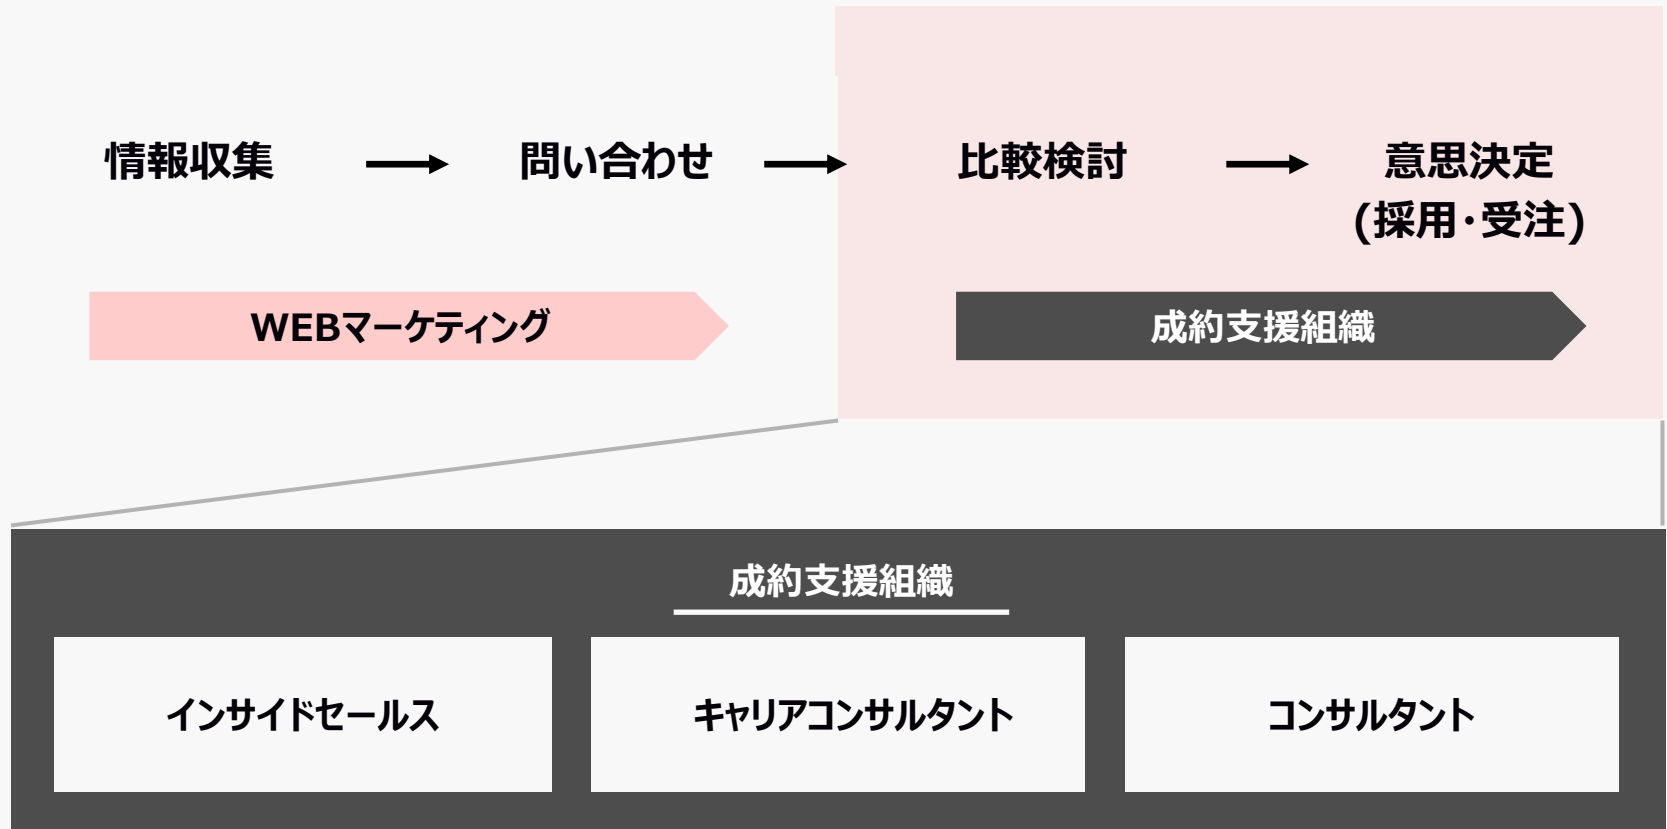 情報収集
問い合わせ
比較検討
意思決定
(採用・受注)
WEBマーケティング
成約支援組織
成約支援組織
インサイドセールス
キャリアコンサルタント
コンサルタント